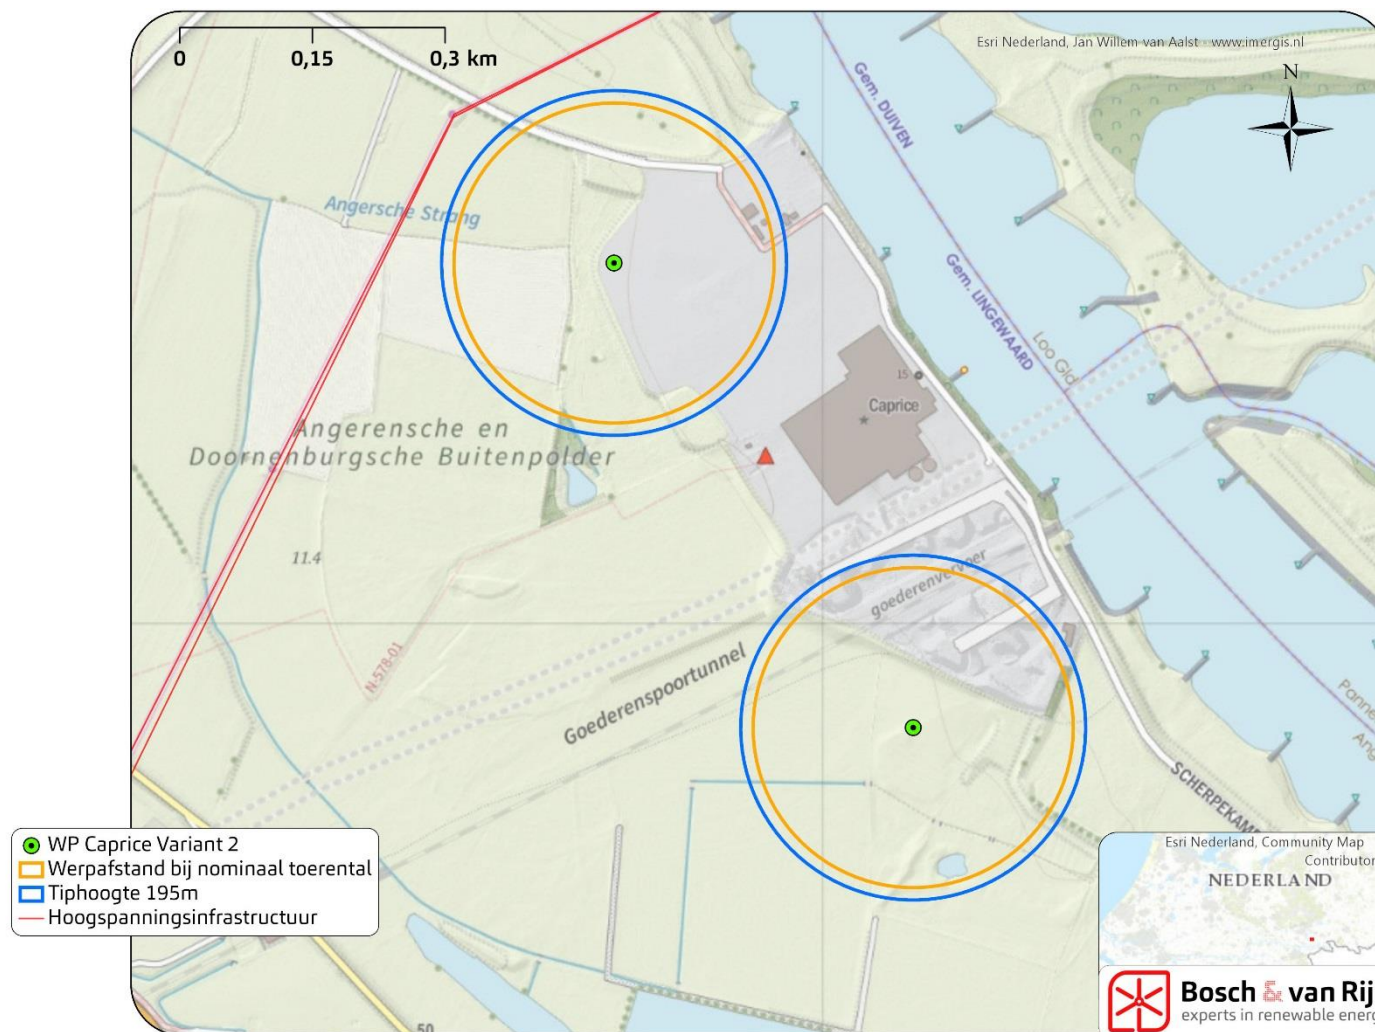 0 0,15 0,3 km
Esri Nederland, Jan Willem van Aalst - www.imergis.nl
N
Gem. DUIVEN
Angersche Strang
Gem. LINGEWAARD
Loo Gld
15
Caprice
Angerensche en
Doornenburgsche Buitenpolder
11.4
goederenvervoer
N-578-01
Goederenspoortunnel
SCHERPEKAMP
WP Caprice Variant 2
Werpafstand bij nominaal toerental
Tiphoogte 195m
Hoogspanningsinfrastructuur
50
Esri Nederland, Community Map
Contributor
NEDERLAND
Bosch & van Rij
experts in renewable energ